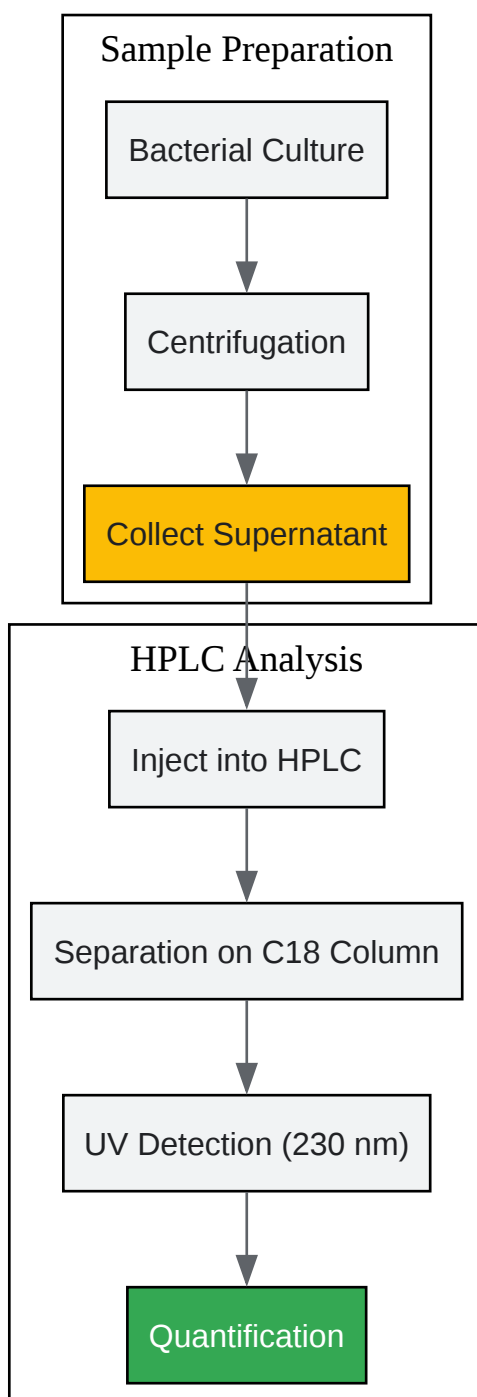 Sample Preparation
Bacterial Culture
Centrifugation
Collect Supernatant
HPLC Analysis
Inject into HPLC
Separation on C18 Column
UV Detection (230 nm)
Quantification